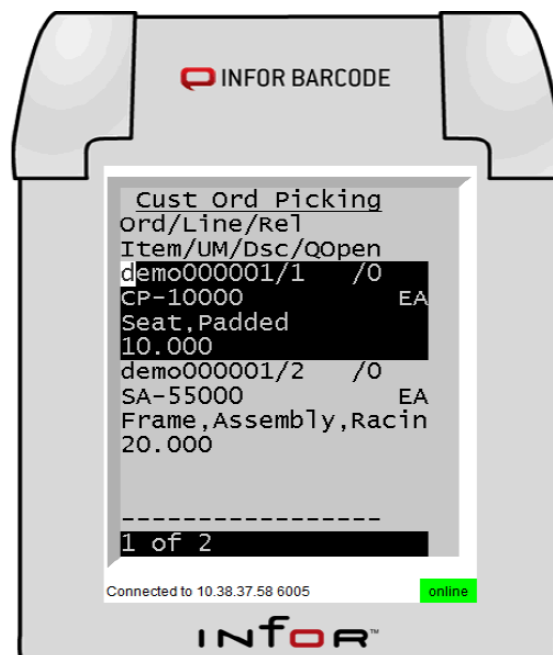 INFOR BARCODE
Cust Ord Picking
Ord/Line/Rel
Item/UM/Dsc/QOpen
demo000001/1 /0
CP-10000 EA
Seat,Padded
10.000
demo000001/2 /0
SA-55000 EA
Frame,Assembly,Racin
20.000
-----------------
1 of 2
Connected to 10.38.37.58 6005 online
INFOR™